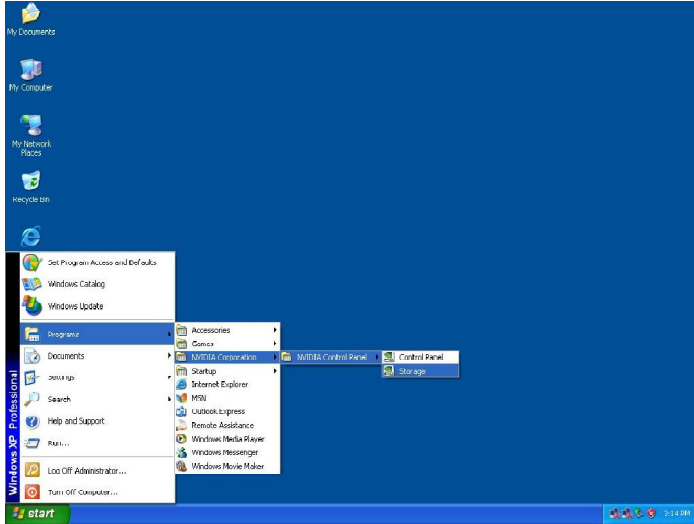 My Documents
My Computer
My Network
Places
Recycle Bin
Set Program Access and Defaults
Windows Catalog
Windows Update
Programs
Documents
Settings
Search
Help and Support
Run...
Log Off Administrator...
Turn Off Computer...
Windows XP Professional
Accessories
Games
NVIDIA Corporation
Startup
Internet Explorer
MSN
Outlook Express
Remote Assistance
Windows Media Player
Windows Messenger
Windows Movie Maker
NVIDIA Control Panel
Control Panel
Storage
start
3:14 PM